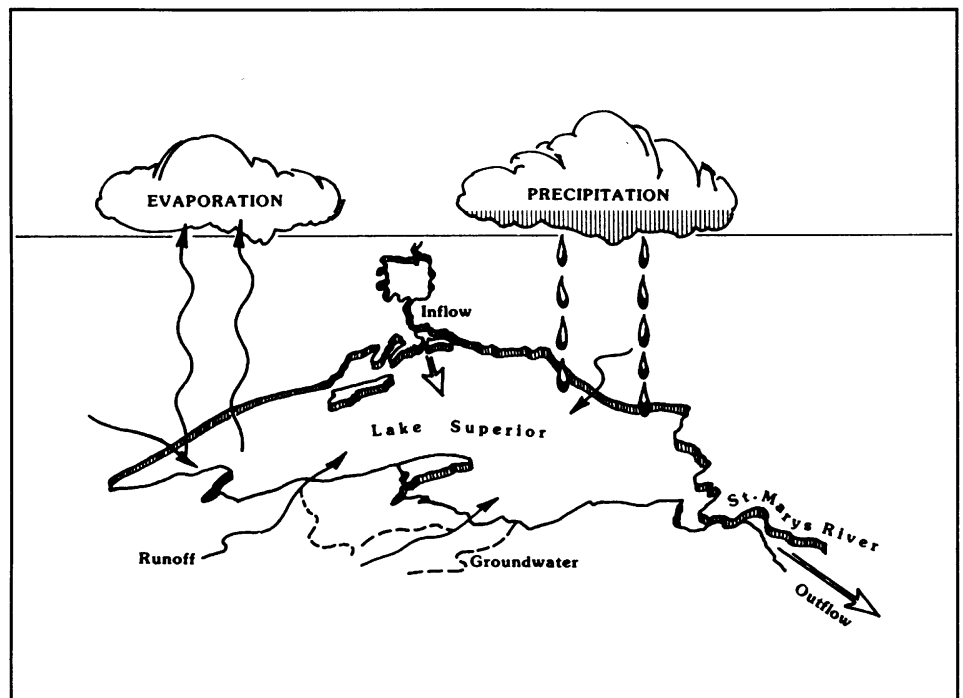 EVAPORATION
PRECIPITATION
Inflow
Lake Superior
St. Marys River
Runoff
Groundwater
Outflow